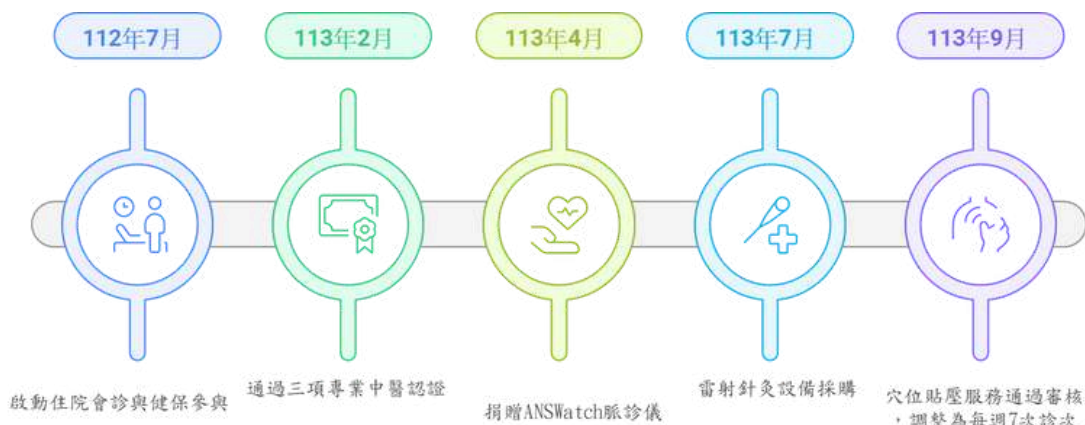 112年7月
113年2月
113年4月
113年7月
113年9月
啟動住院會診與健保參與
通過三項專業中醫認證
捐贈ANSWatch脈診儀
雷射針灸設備採購
穴位貼壓服務通過審核
，調整為每週7次診次